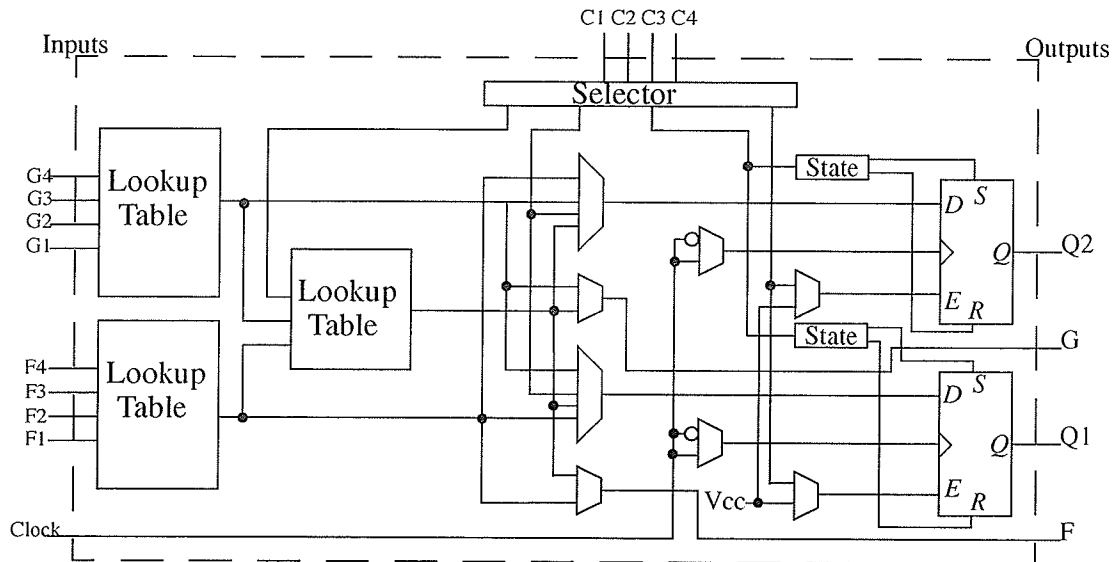 C1 C2 C3 C4
Inputs
Outputs
Selector
G4
G3
G2
G1
Lookup
Table
State
D
S
Q
E
R
Q2
Lookup
Table
State
G
F4
F3
F2
F1
Lookup
Table
D
S
Q
E
R
Q1
Vcc
Clock
F